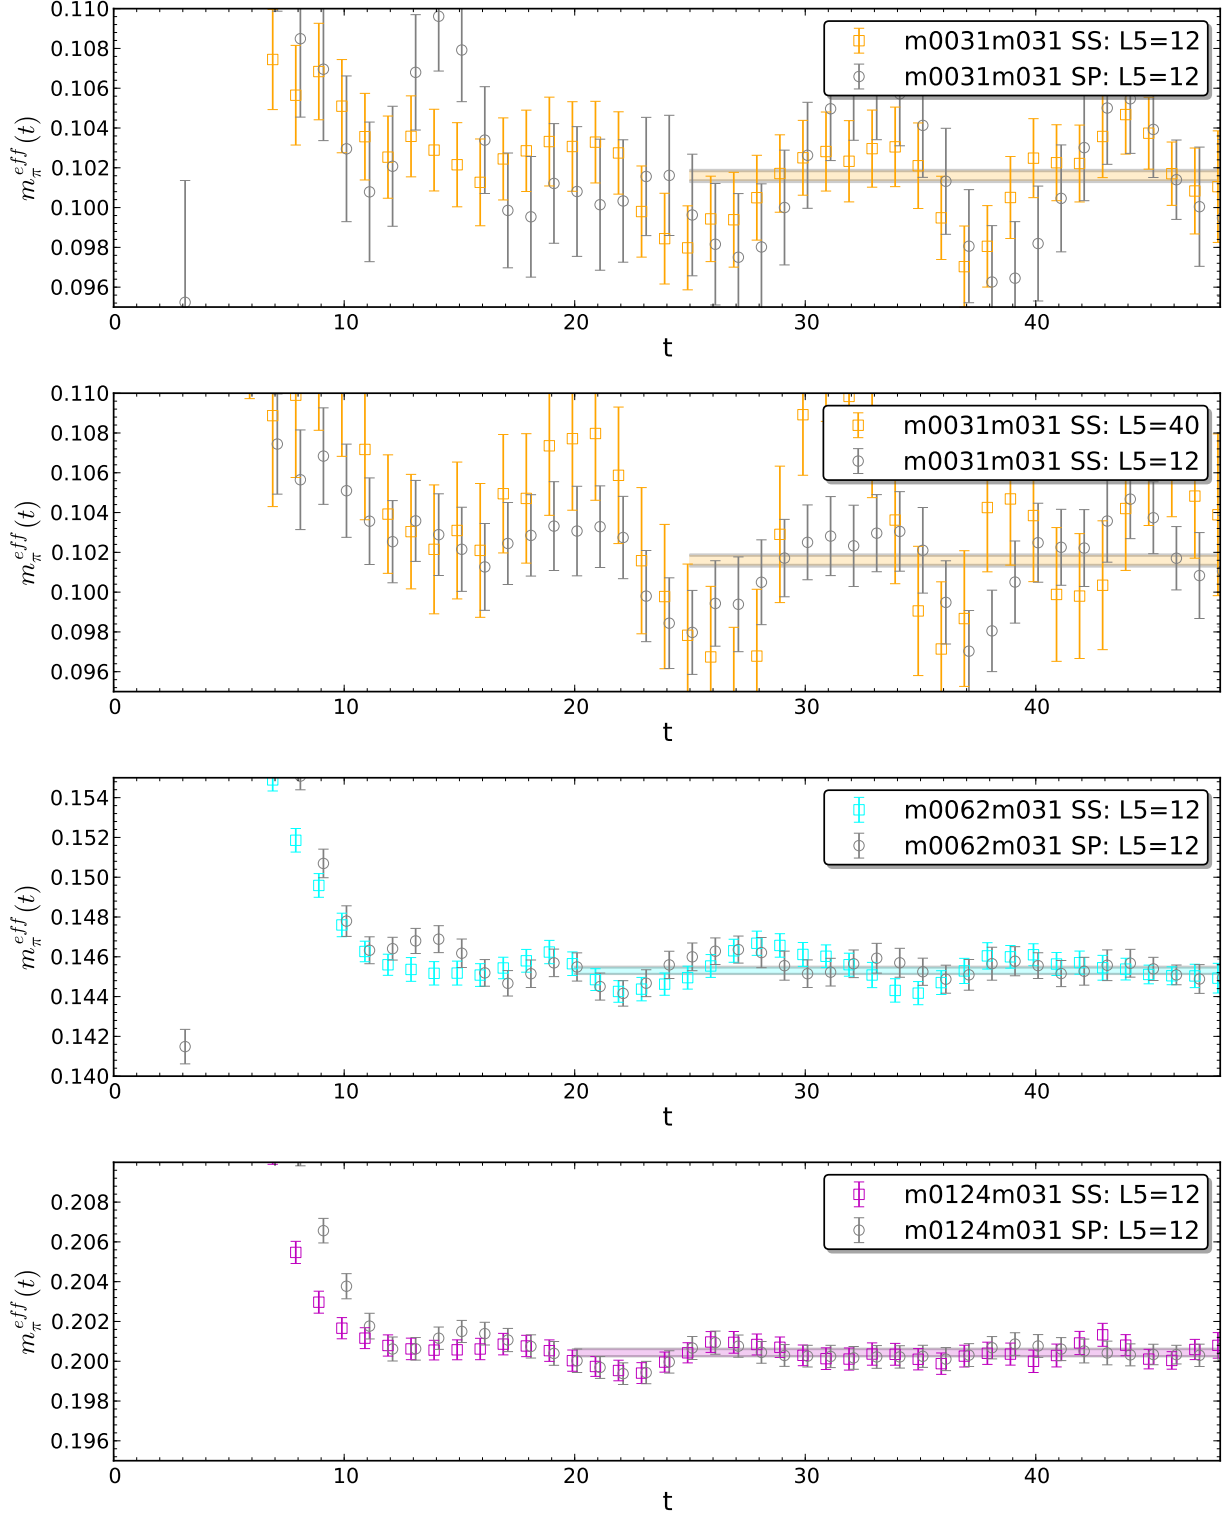 0.110
0.108
0.106
0.104
0.102
0.100
0.098
0.096
m_π^eff(t)
m0031m031 SS: L5=12
m0031m031 SP: L5=12
0 10 20 30 40
t
0.110
0.108
0.106
0.104
0.102
0.100
0.098
0.096
m_π^eff(t)
m0031m031 SS: L5=40
m0031m031 SS: L5=12
0 10 20 30 40
t
0.154
0.152
0.150
0.148
0.146
0.144
0.142
0.140
m_π^eff(t)
m0062m031 SS: L5=12
m0062m031 SP: L5=12
0 10 20 30 40
t
0.208
0.206
0.204
0.202
0.200
0.198
0.196
m_π^eff(t)
m0124m031 SS: L5=12
m0124m031 SP: L5=12
0 10 20 30 40
t